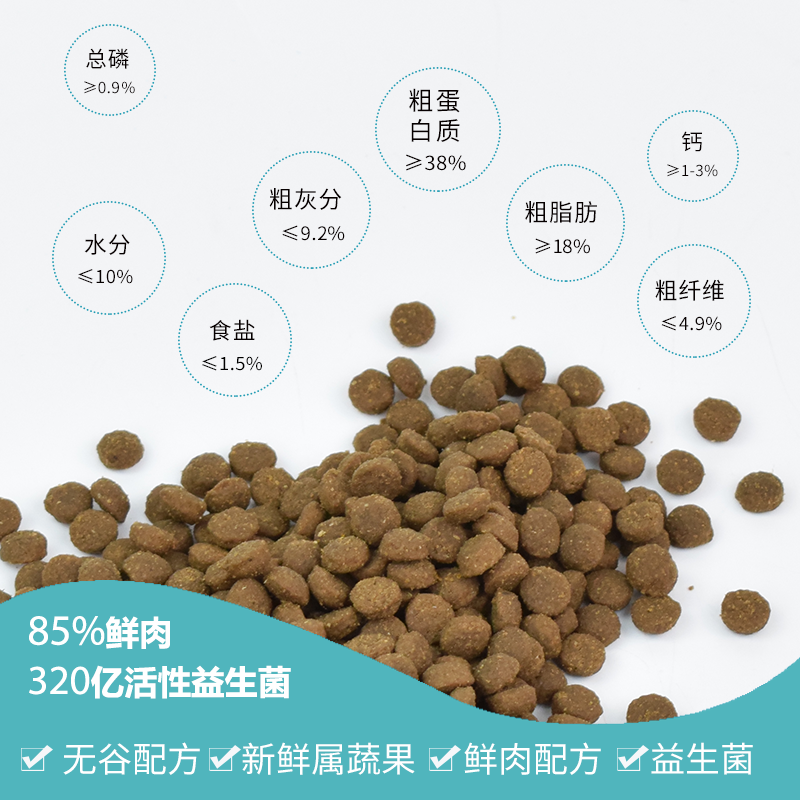 总磷
≥0.9%
粗蛋
白质
≥38%
钙
≥1-3%
粗灰分
≤9.2%
粗脂肪
≥18%
水分
≤10%
粗纤维
≤4.9%
食盐
≤1.5%
85%鲜肉
320亿活性益生菌
无谷配方
新鲜属蔬果
鲜肉配方
益生菌